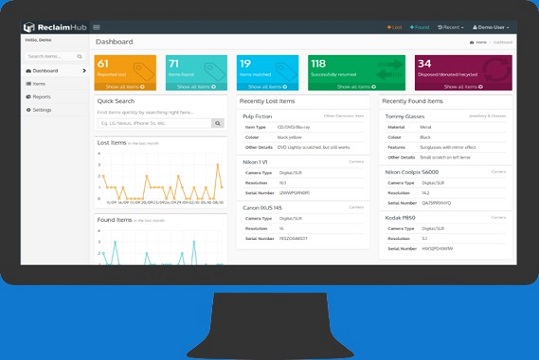 ReclaimHub
+Lost +Found Recent Demo User
Hello, Demo
Search items...
Dashboard
Items
Reports
Settings
Dashboard
Home Dashboard
61
Reported lost
Show all items
71
Items found
Show all items
19
Items matched
Show all items
118
Successfully returned
Show all items
34
Disposed/donated/recycled
Show all items
Quick Search
Find items quickly by searching right here...
Eg. LG Nexus, iPhone 5s, etc.
Lost Items in the last month
Found Items in the last month
Recently Lost Items
Pulp Fiction
Other Electronic Item
Item Type CD/DVD/Blu-ray
Colour black yellow
Other Details DVD slightly scratched, but still works
Nikon 1 V1 Camera
Camera Type Digital/SLR
Resolution 10.1
Serial Number
Canon IXUS 145 Camera
Camera Type Digital/SLR
Resolution 16
Serial Number
Recently Found Items
Tommy Glasses Jewellery & Glasses
Material Metal
Colour Black
Features Sunglasses with mirror effect
Other Details Small scratch on left lense
Nikon Coolpix S6000 Camera
Camera Type Digital/SLR
Resolution 14.2
Serial Number
Kodak PB50 Camera
Camera Type Digital/SLR
Resolution 5.1
Serial Number